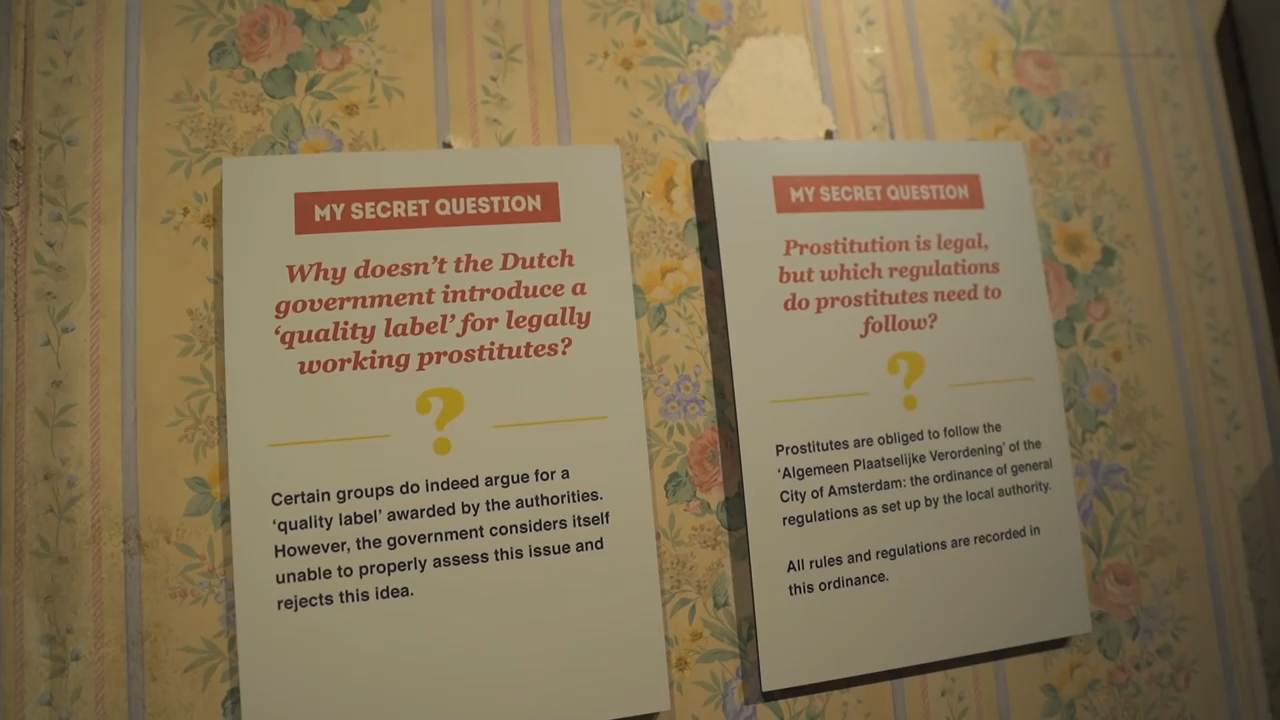 MY SECRET QUESTION
Why doesn't the Dutch
government introduce a
'quality label' for legally
working prostitutes?
?
Certain groups do indeed argue for a
'quality label' awarded by the authorities.
However, the government considers itself
unable to properly assess this issue and
rejects this idea.
MY SECRET QUESTION
Prostitution is legal,
but which regulations
do prostitutes need to
follow?
?
Prostitutes are obliged to follow the
'Algemeen Plaatselijke Verordening' of the
City of Amsterdam: the ordinance of general
regulations as set up by the local authority.
All rules and regulations are recorded in
this ordinance.